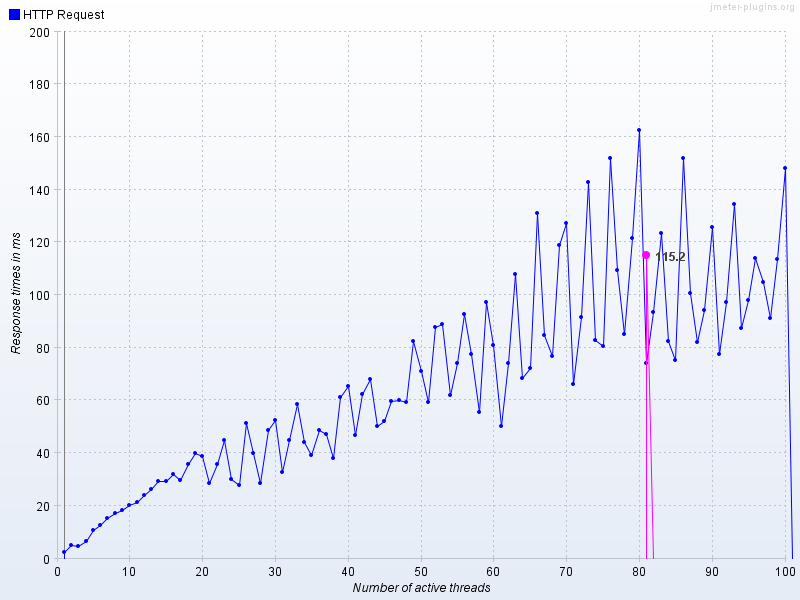 jmeter-plugins.org
HTTP Request
200
180
160
140
120
115.2
100
80
60
40
20
0
Response times in ms
0 10 20 30 40 50 60 70 80 90 100
Number of active threads